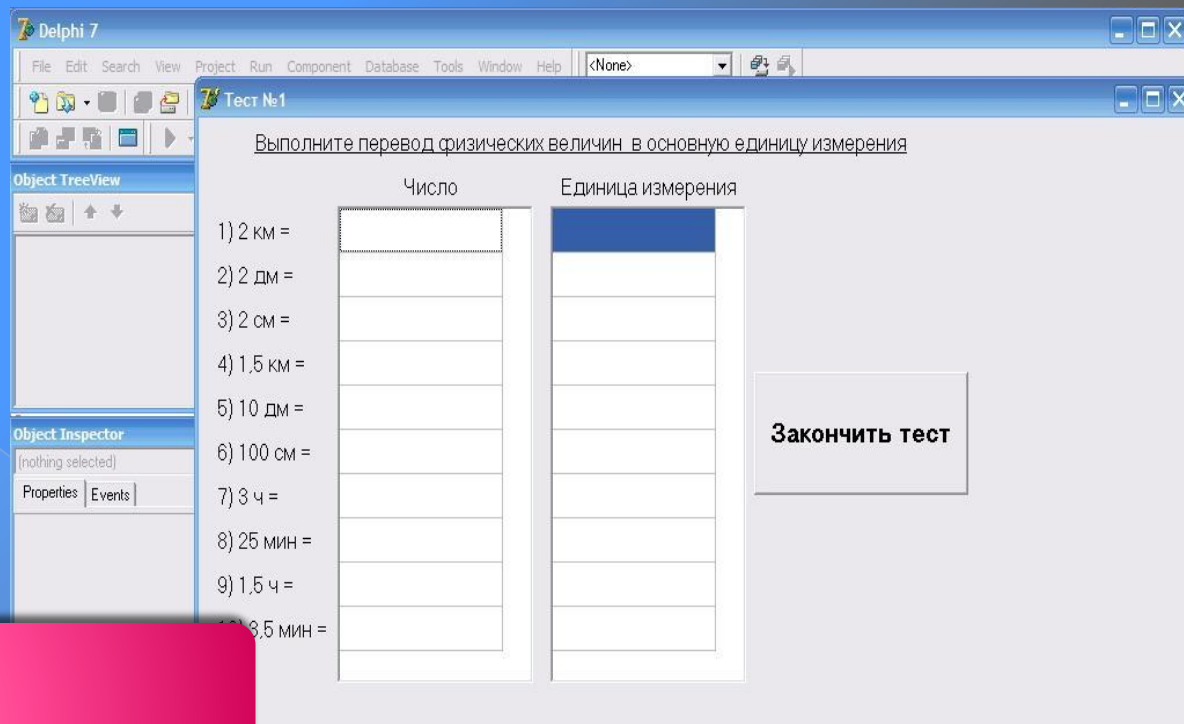 Delphi 7
File Edit Search View Project Run Component Database Tools Window Help <None>
Тест №1
Выполните перевод физических величин в основную единицу измерения
Object TreeView
Число Единица измерения
1) 2 км =
2) 2 дм =
3) 2 см =
4) 1,5 км =
5) 10 дм =
6) 100 см =
7) 3 ч =
8) 25 мин =
9) 1,5 ч =
3,5 мин =
Закончить тест
Object Inspector
(nothing selected)
Properties Events